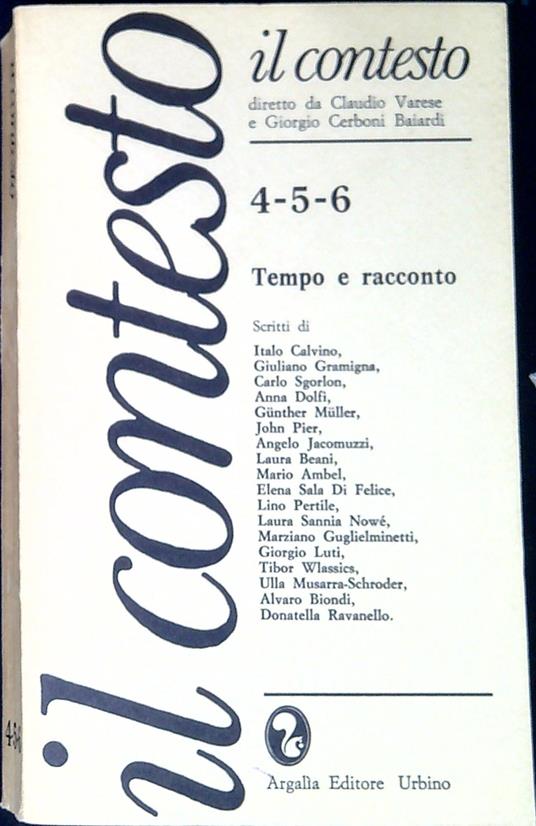 il contesto
il contesto
diretto da Claudio Varese
e Giorgio Cerboni Baiardi
4-5-6
Tempo e racconto
Scritti di
Italo Calvino,
Giuliano Gramigna,
Carlo Sgorlon,
Anna Dolfi,
Günther Müller,
John Pier,
Angelo Jacomuzzi,
Laura Beani,
Mario Ambel,
Elena Sala Di Felice,
Lino Pertile,
Laura Sannia Nowé,
Marziano Guglielminetti,
Giorgio Luti,
Tibor Wlassics,
Ulla Musarra-Schroder,
Alvaro Biondi,
Donatella Ravanello.
Argalìa Editore Urbino
4-5-6